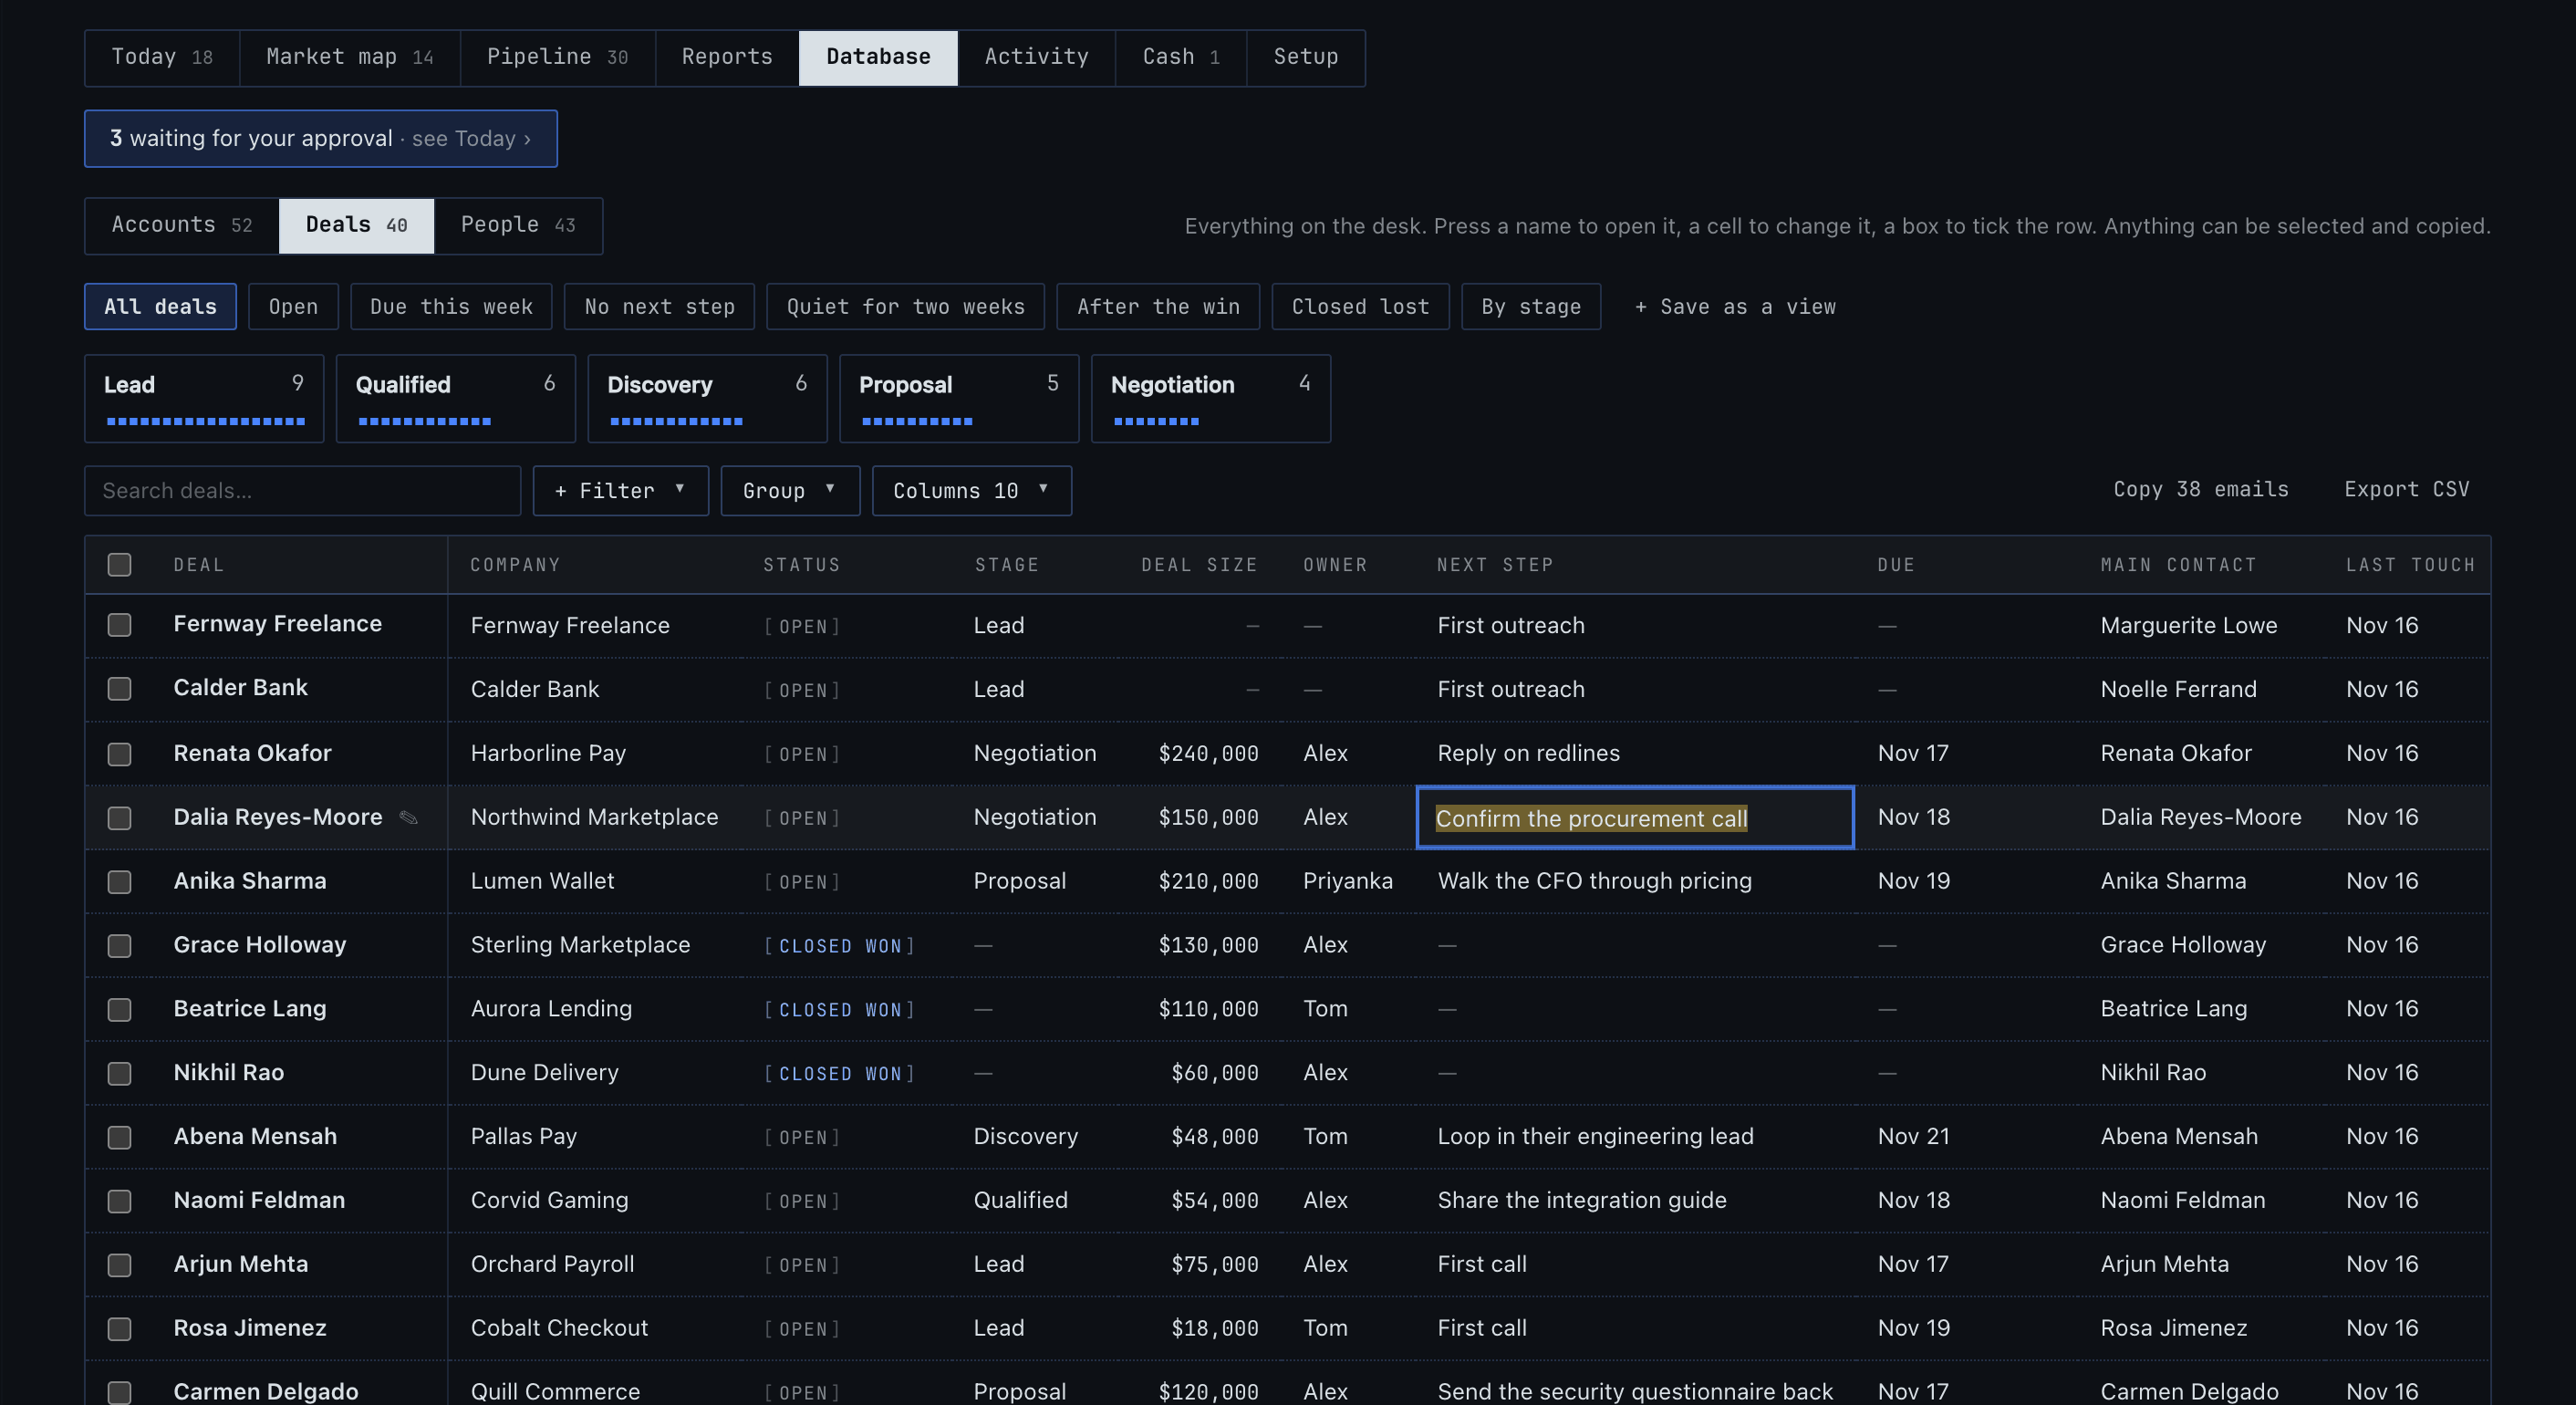 Today 18 Market map 14 Pipeline 30 Reports Database Activity Cash 1 Setup
3 waiting for your approval · see Today ›
Accounts 52 Deals 40 People 43 Everything on the desk. Press a name to open it, a cell to change it, a box to tick the row. Anything can be selected and copied.
All deals Open Due this week No next step Quiet for two weeks After the win Closed lost By stage + Save as a view
Lead 9 Qualified 6 Discovery 6 Proposal 5 Negotiation 4
Search deals... + Filter ▼ Group ▼ Columns 10 ▼ Copy 38 emails Export CSV
DEAL COMPANY STATUS STAGE DEAL SIZE OWNER NEXT STEP DUE MAIN CONTACT LAST TOUCH
Fernway Freelance Fernway Freelance [OPEN] Lead — — First outreach — Marguerite Lowe Nov 16
Calder Bank Calder Bank [OPEN] Lead — — First outreach — Noelle Ferrand Nov 16
Renata Okafor Harborline Pay [OPEN] Negotiation $240,000 Alex Reply on redlines Nov 17 Renata Okafor Nov 16
Dalia Reyes-Moore ✎ Northwind Marketplace [OPEN] Negotiation $150,000 Alex Confirm the procurement call Nov 18 Dalia Reyes-Moore Nov 16
Anika Sharma Lumen Wallet [OPEN] Proposal $210,000 Priyanka Walk the CFO through pricing Nov 19 Anika Sharma Nov 16
Grace Holloway Sterling Marketplace [CLOSED WON] — $130,000 Alex — — Grace Holloway Nov 16
Beatrice Lang Aurora Lending [CLOSED WON] — $110,000 Tom — — Beatrice Lang Nov 16
Nikhil Rao Dune Delivery [CLOSED WON] — $60,000 Alex — — Nikhil Rao Nov 16
Abena Mensah Pallas Pay [OPEN] Discovery $48,000 Tom Loop in their engineering lead Nov 21 Abena Mensah Nov 16
Naomi Feldman Corvid Gaming [OPEN] Qualified $54,000 Alex Share the integration guide Nov 18 Naomi Feldman Nov 16
Arjun Mehta Orchard Payroll [OPEN] Lead $75,000 Alex First call Nov 17 Arjun Mehta Nov 16
Rosa Jimenez Cobalt Checkout [OPEN] Lead $18,000 Tom First call Nov 19 Rosa Jimenez Nov 16
Carmen Delgado Quill Commerce [OPEN] Proposal $120,000 Alex Send the security questionnaire back Nov 17 Carmen Delgado Nov 16